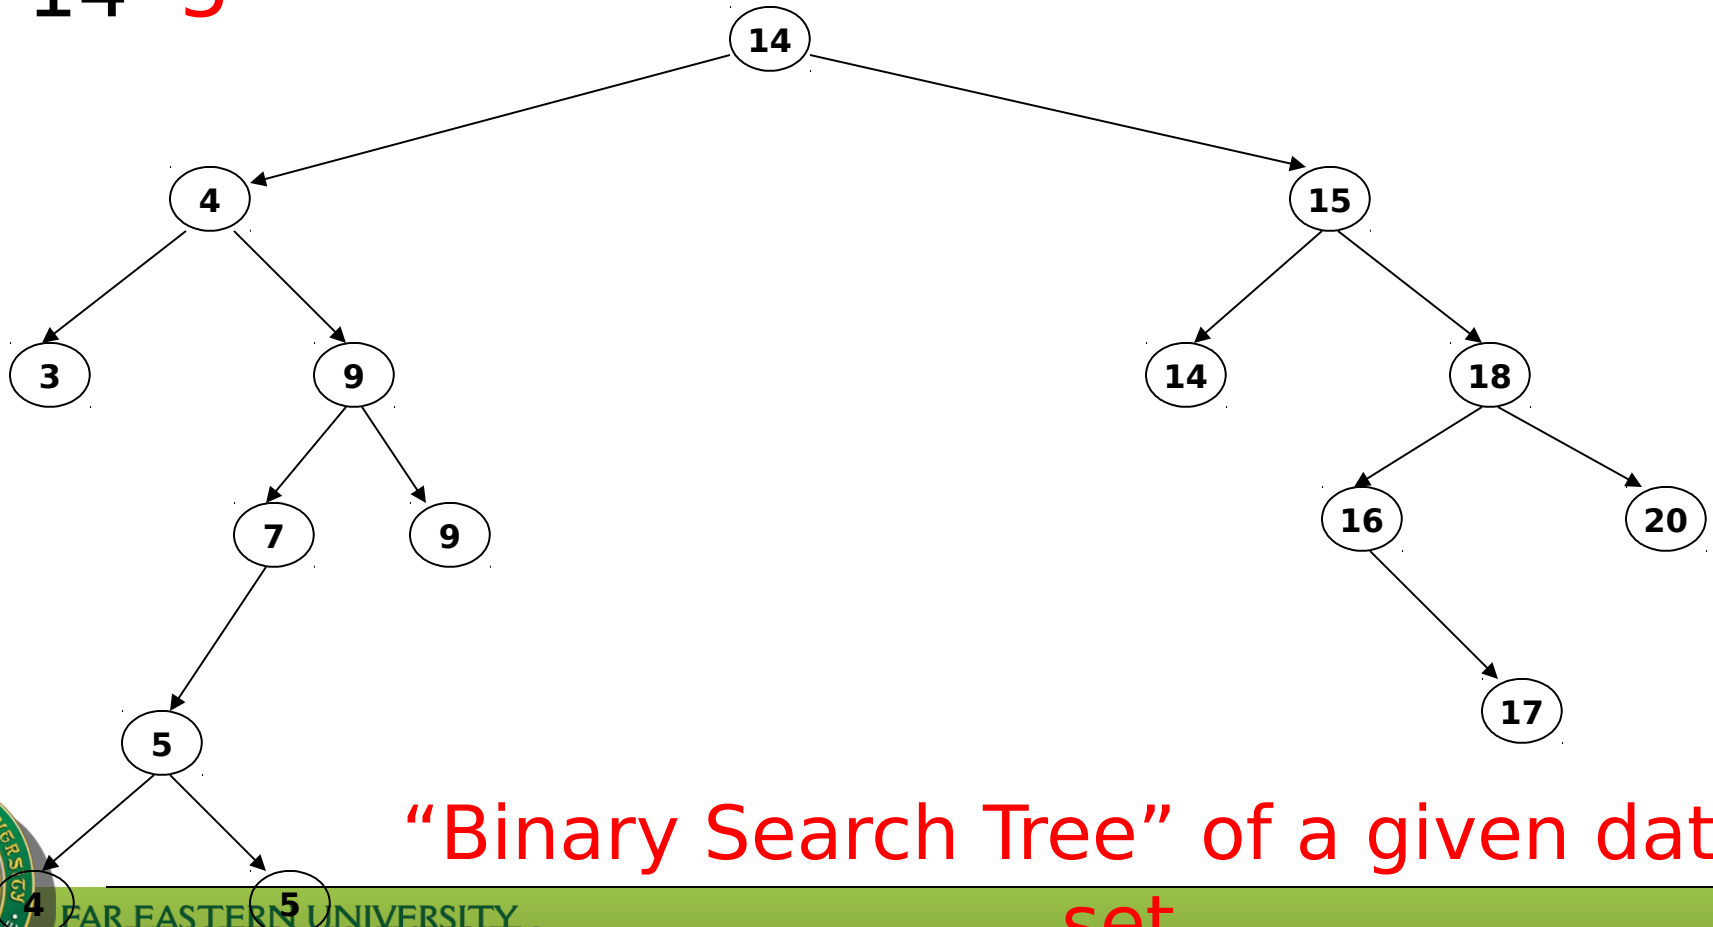 14
4 15
3 9 14 18
7 9 16 20
5 17
“Binary Search Tree” of a given dat
set
4 5
FAR EASTERN UNIVERSITY